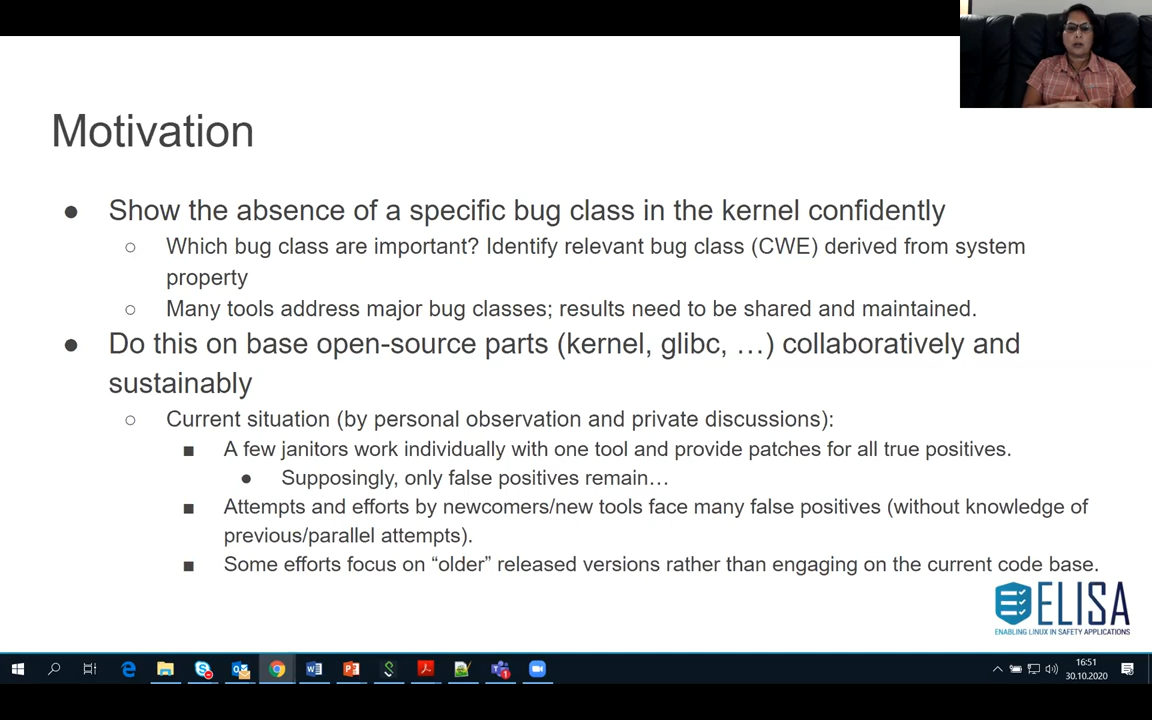 Motivation
● Show the absence of a specific bug class in the kernel confidently
○ Which bug class are important? Identify relevant bug class (CWE) derived from system
property
○ Many tools address major bug classes; results need to be shared and maintained.
● Do this on base open-source parts (kernel, glibc, …) collaboratively and
sustainably
○ Current situation (by personal observation and private discussions):
■ A few janitors work individually with one tool and provide patches for all true positives.
● Supposingly, only false positives remain…
■ Attempts and efforts by newcomers/new tools face many false positives (without knowledge of
previous/parallel attempts).
■ Some efforts focus on “older” released versions rather than engaging on the current code base.
ELISA
ENABLING LINUX IN SAFETY APPLICATIONS
16:51
30.10.2020